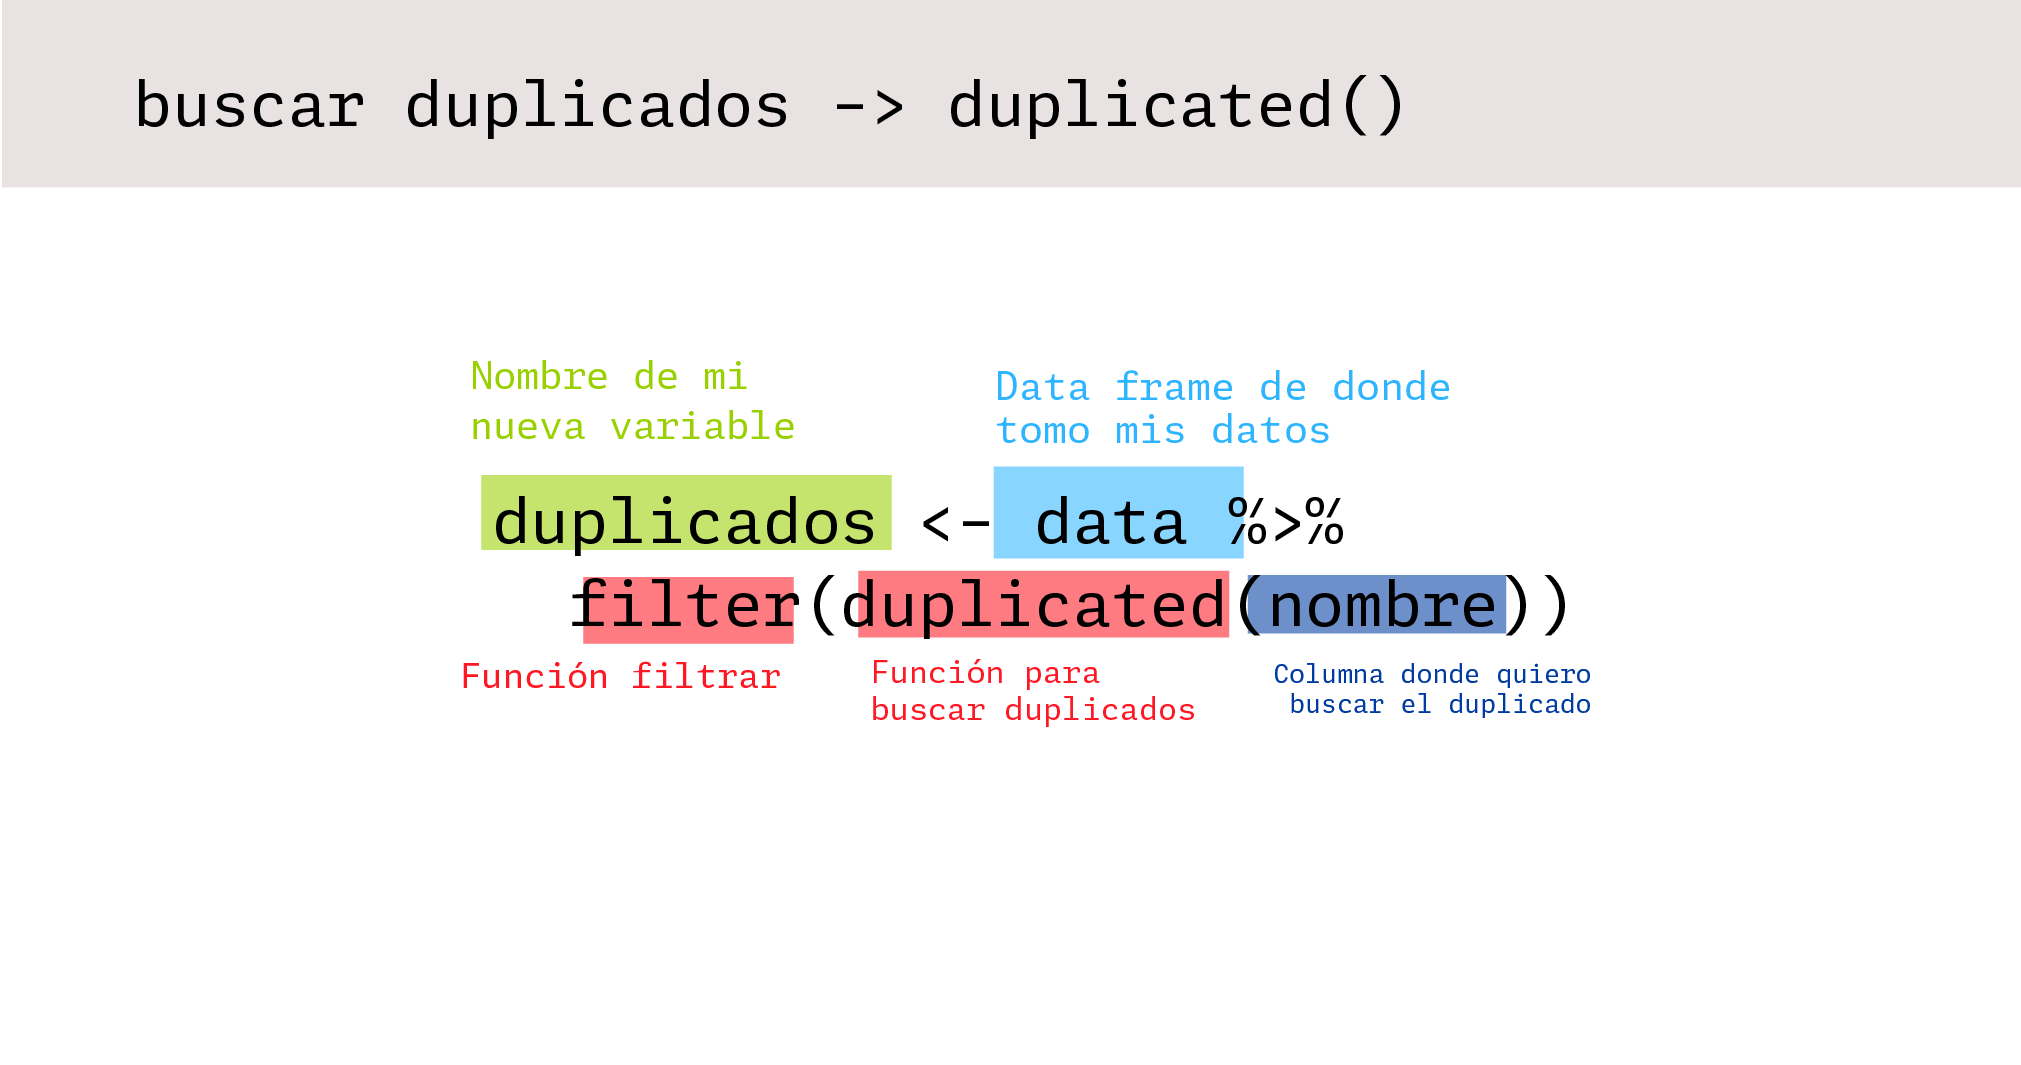 buscar duplicados -> duplicated()
Nombre de mi
nueva variable
Data frame de donde
tomo mis datos
duplicados <- data %>%
filter(duplicated(nombre))
Función filtrar
Función para
buscar duplicados
Columna donde quiero
buscar el duplicado